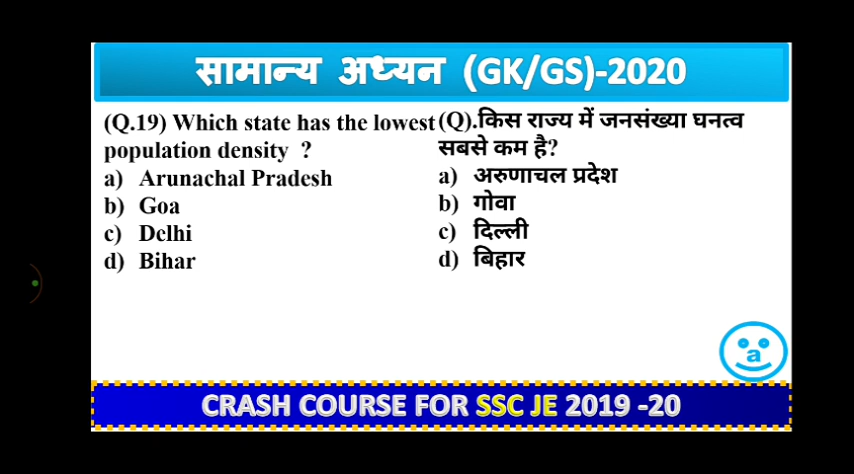 सामान्य अध्यन (GK/GS)-2020
(Q.19) Which state has the lowest
population density ?
a) Arunachal Pradesh
b) Goa
c) Delhi
d) Bihar
(Q).किस राज्य में जनसंख्या घनत्व
सबसे कम है?
a) अरुणाचल प्रदेश
b) गोवा
c) दिल्ली
d) बिहार
a
CRASH COURSE FOR SSC JE 2019 -20